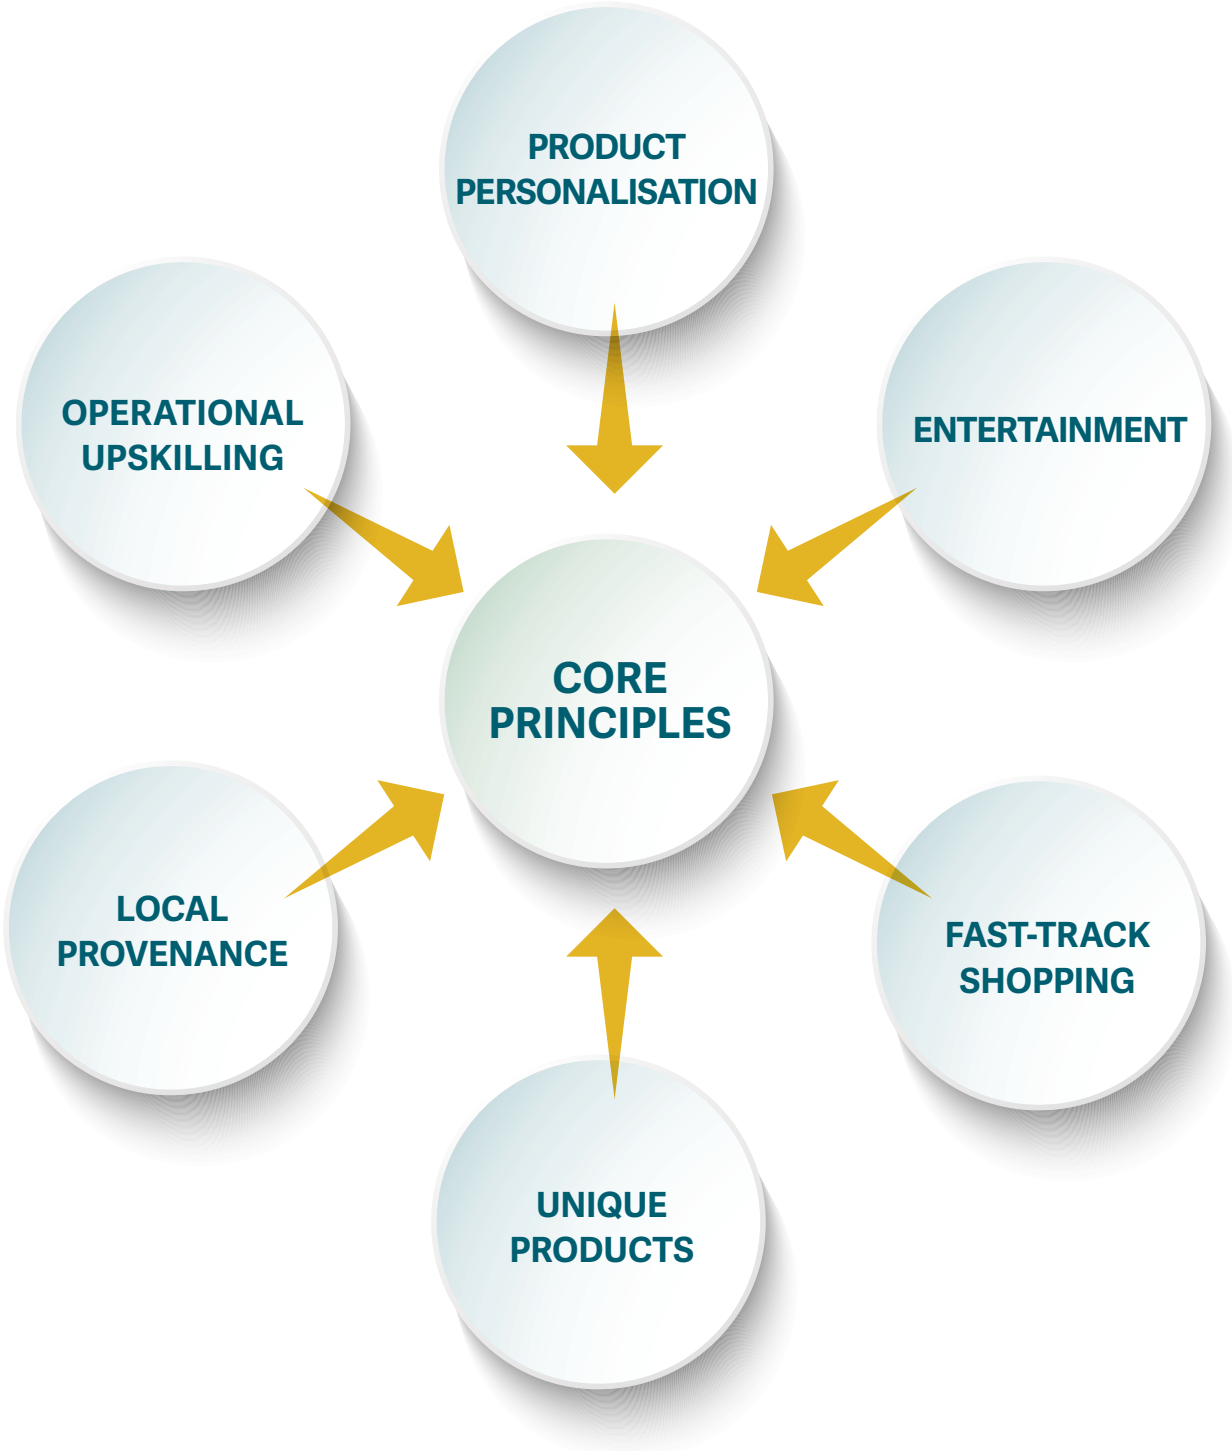 PRODUCT
PERSONALISATION
OPERATIONAL
UPSKILLING
ENTERTAINMENT
CORE
PRINCIPLES
LOCAL
PROVENANCE
FAST-TRACK
SHOPPING
UNIQUE
PRODUCTS